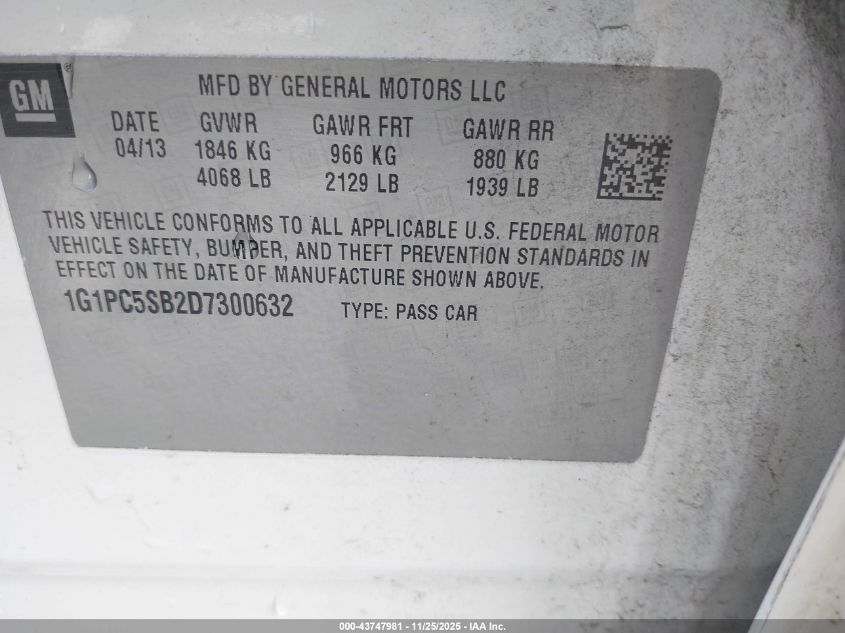 GM
MFD BY GENERAL MOTORS LLC
DATE GVWR GAWR FRT GAWR RR
04/13 1846 KG 966 KG 880 KG
4068 LB 2129 LB 1939 LB
THIS VEHICLE CONFORMS TO ALL APPLICABLE U.S. FEDERAL MOTOR
VEHICLE SAFETY, BUMPER, AND THEFT PREVENTION STANDARDS IN
EFFECT ON THE DATE OF MANUFACTURE SHOWN ABOVE.
1G1PC5SB2D7300632 TYPE: PASS CAR
000-43747981 - 11/25/2025 - IAA Inc.